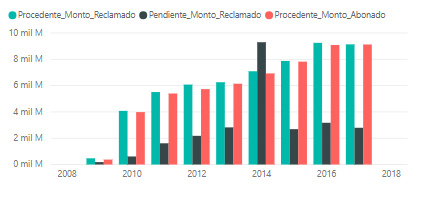 Procedente_Monto_Reclamado Pendiente_Monto_Reclamado Procedente_Monto_Abonado
10 mil M
8 mil M
6 mil M
4 mil M
2 mil M
0 mil M
2008 2010 2012 2014 2016 2018